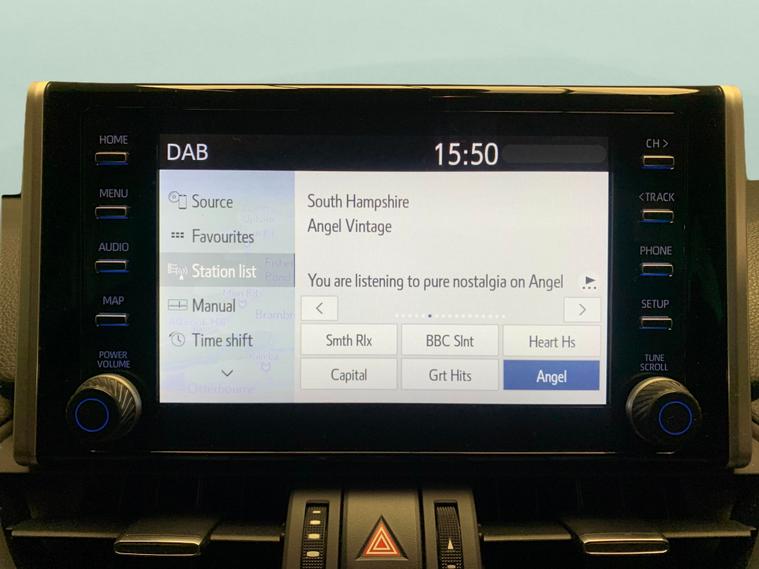 HOME
MENU
AUDIO
MAP
POWER
VOLUME
DAB
15:50
Source
Favourites
Station list
Manual
Time shift
South Hampshire
Angel Vintage
You are listening to pure nostalgia on Angel
Smth Rlx
BBC Slnt
Heart Hs
Capital
Grt Hits
Angel
CH >
< TRACK
PHONE
SETUP
TUNE
SCROLL